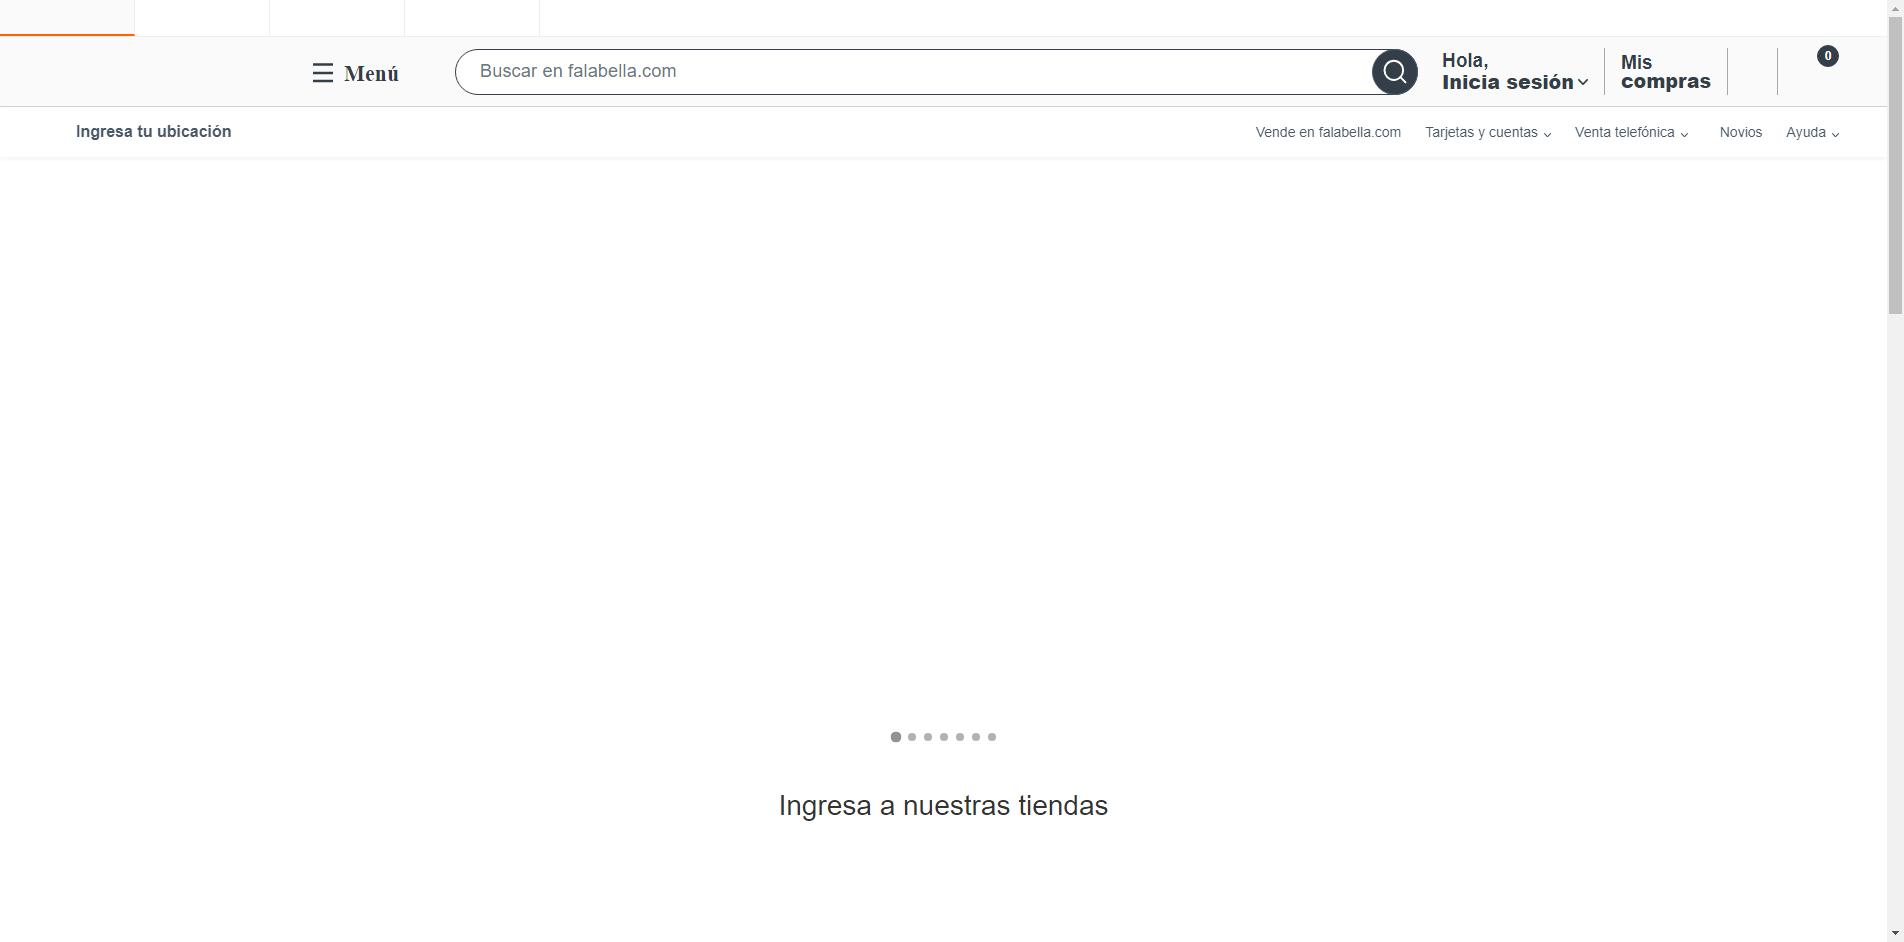 Menú
Buscar en falabella.com
Hola,
Inicia sesión
Mis
compras
0
Ingresa tu ubicación
Vende en falabella.com
Tarjetas y cuentas
Venta telefónica
Novios
Ayuda
Ingresa a nuestras tiendas